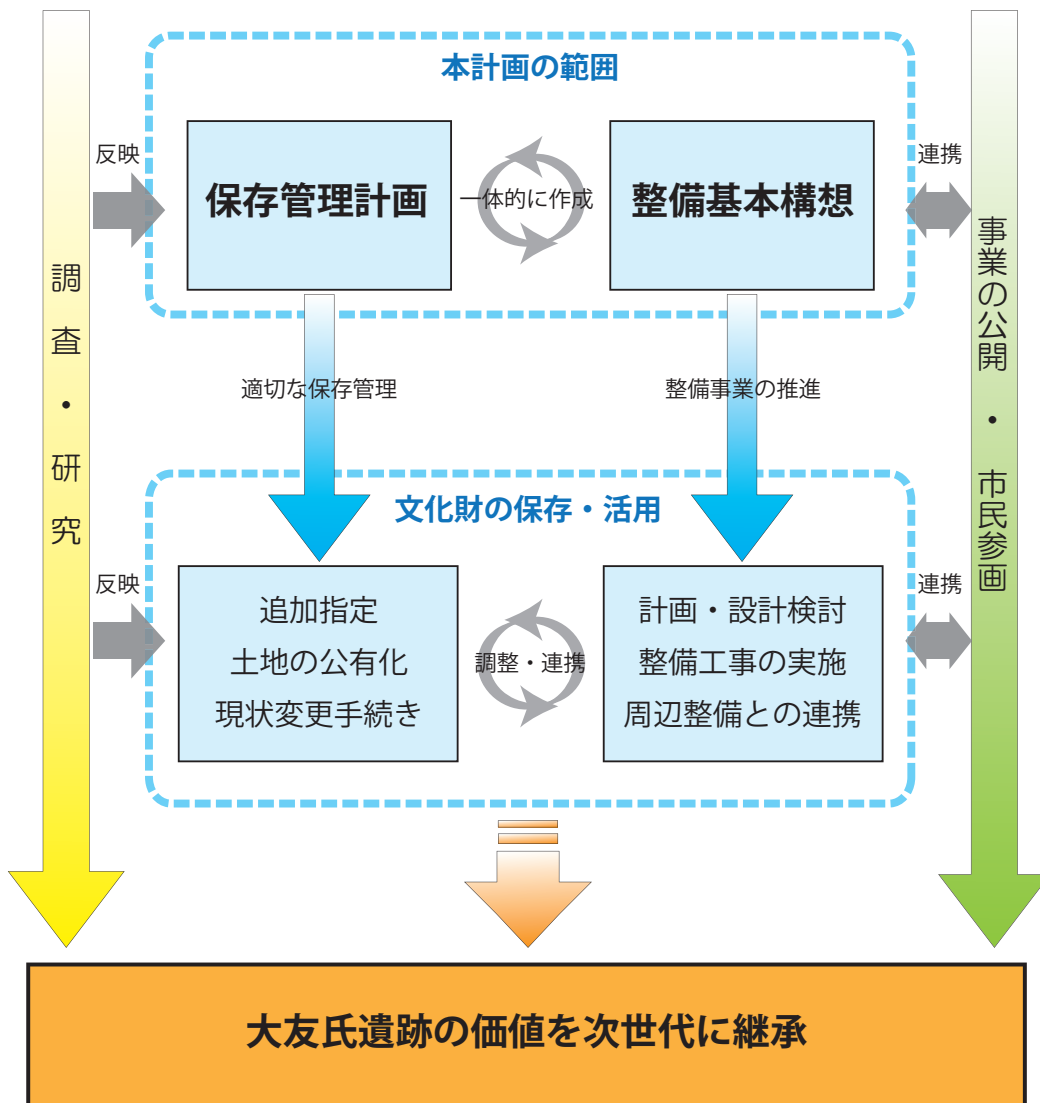 本計画の範囲
反映
保存管理計画
一体的に作成
整備基本構想
連携
調査・研究
事業の公開・市民参画
適切な保存管理
整備事業の推進
文化財の保存・活用
反映
追加指定
土地の公有化
現状変更手続き
調整・連携
計画・設計検討
整備工事の実施
周辺整備との連携
連携
大友氏遺跡の価値を次世代に継承